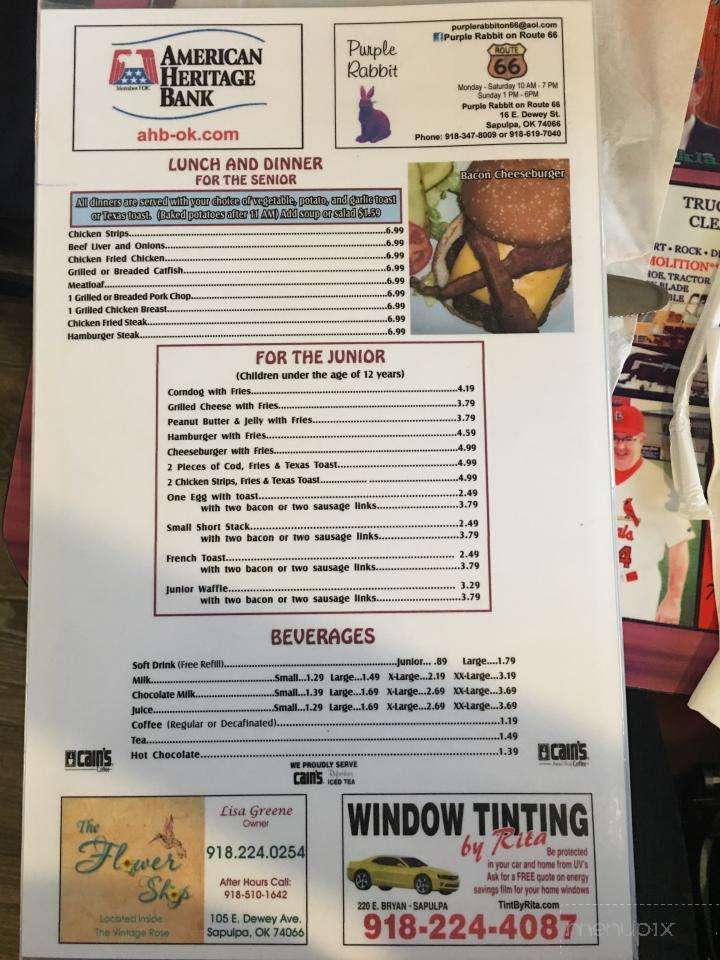 AMERICAN
HERITAGE
BANK
Member FDIC
ahb-ok.com
Purple
Rabbit
purplerabbiton66@aol.com
Purple Rabbit on Route 66
ROUTE
66
Monday - Saturday 10 AM - 7 PM
Sunday 1 PM - 6PM
Purple Rabbit on Route 66
16 E. Dewey St.
Sapulpa, OK 74066
Phone: 918-347-8009 or 918-619-7040
LUNCH AND DINNER
FOR THE SENIOR
All dinners are served with your choice of vegetable, potato, and garlic toast
or Texas toast. (Baked potatoes after 11 AM) Add soup or salad $1.59
Chicken Strips...6.99
Beef Liver and Onions...6.99
Chicken Fried Chicken...6.99
Grilled or Breaded Catfish...6.99
Meatloaf...6.99
1 Grilled or Breaded Pork Chop...6.99
1 Grilled Chicken Breast...6.99
Chicken Fried Steak...6.99
Hamburger Steak...6.99
Bacon Cheeseburger
FOR THE JUNIOR
(Children under the age of 12 years)
Corndog with Fries...4.19
Grilled Cheese with Fries...3.79
Peanut Butter & Jelly with Fries...3.79
Hamburger with Fries...4.59
Cheeseburger with Fries...4.99
2 Pieces of Cod, Fries & Texas Toast...4.99
2 Chicken Strips, Fries & Texas Toast...4.99
One Egg with toast...2.49
with two bacon or two sausage links...3.79
Small Short Stack...2.49
with two bacon or two sausage links...3.79
French Toast...2.49
with two bacon or two sausage links...3.79
Junior Waffle...3.29
with two bacon or two sausage links...3.79
BEVERAGES
Soft Drink (Free Refill)...Junior... .89 Large....1.79
Milk...Small...1.29 Large...1.49 X-Large...2.19 XX-Large...3.19
Chocolate Milk...Small...1.39 Large...1.69 X-Large...2.69 XX-Large...3.69
Juice...Small...1.29 Large...1.69 X-Large...2.69 XX-Large...3.69
Coffee (Regular or Decafinated)...1.19
Tea...1.49
Hot Chocolate...1.39
Cain's
Coffee
WE PROUDLY SERVE
Cain's ICED TEA
Cain's
Coffee
The
Flower
Shop
Located Inside
The Vintage Rose
Lisa Greene
Owner
918.224.0254
After Hours Call:
918-510-1642
105 E. Dewey Ave.
Sapulpa, OK 74066
WINDOW TINTING
by Rita
Be protected
in your car and home from UV's
Ask for a FREE quote on energy
savings film for your home windows
220 E. BRYAN - SAPULPA
TintByRita.com
918-224-4087
menupix
TRUC
CLE
RT • ROCK • DI
MOLITION
HOE, TRACTOR
BLADE
BLE
4